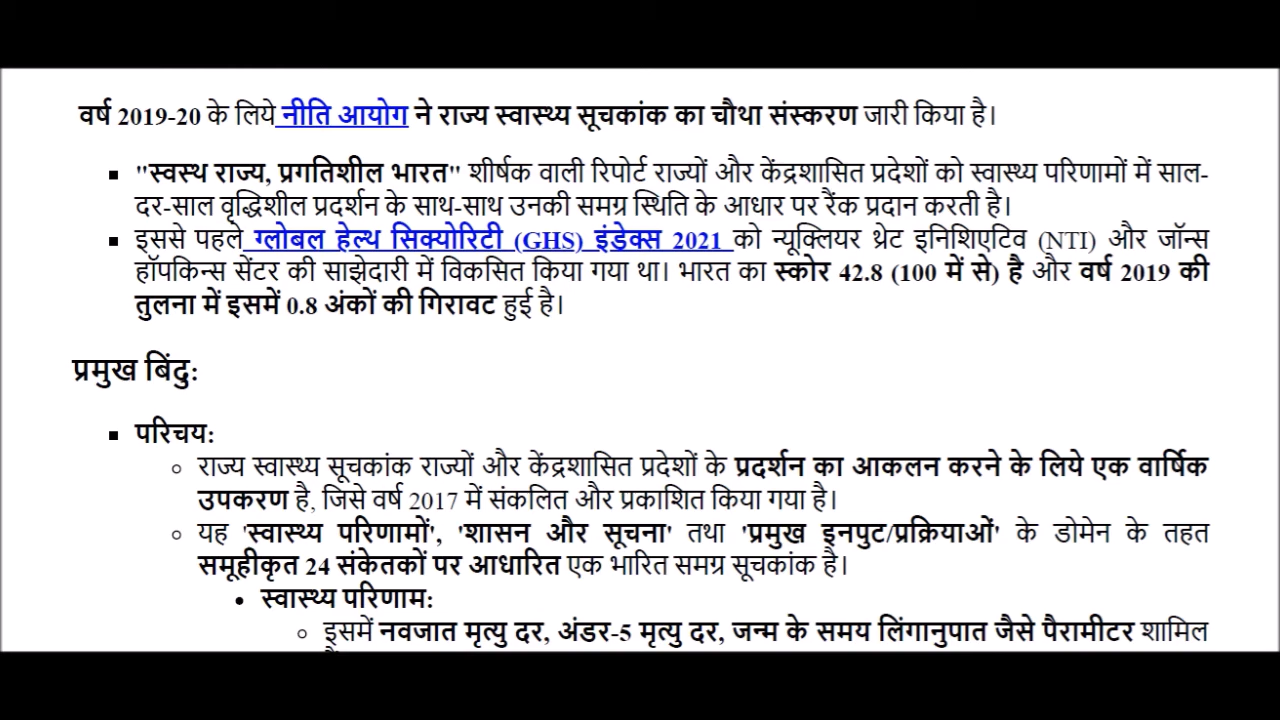 वर्ष 2019-20 के लिये नीति आयोग ने राज्य स्वास्थ्य सूचकांक का चौथा संस्करण जारी किया है।
"स्वस्थ राज्य, प्रगतिशील भारत" शीर्षक वाली रिपोर्ट राज्यों और केंद्रशासित प्रदेशों को स्वास्थ्य परिणामों में साल-
दर-साल वृद्धिशील प्रदर्शन के साथ-साथ उनकी समग्र स्थिति के आधार पर रैंक प्रदान करती है।
इससे पहले ग्लोबल हेल्थ सिक्योरिटी (GHS) इंडेक्स 2021 को न्यूक्लियर थ्रेट इनिशिएटिव (NTI) और जॉन्स
हॉपकिन्स सेंटर की साझेदारी में विकसित किया गया था। भारत का स्कोर 42.8 (100 में से) है और वर्ष 2019 की
तुलना में इसमें 0.8 अंकों की गिरावट हुई है।
प्रमुख बिंदु:
परिचय:
राज्य स्वास्थ्य सूचकांक राज्यों और केंद्रशासित प्रदेशों के प्रदर्शन का आकलन करने के लिये एक वार्षिक
उपकरण है, जिसे वर्ष 2017 में संकलित और प्रकाशित किया गया है।
यह 'स्वास्थ्य परिणामों', 'शासन और सूचना' तथा 'प्रमुख इनपुट/प्रक्रियाओं' के डोमेन के तहत
समूहीकृत 24 संकेतकों पर आधारित एक भारित समग्र सूचकांक है।
स्वास्थ्य परिणाम:
इसमें नवजात मृत्यु दर, अंडर-5 मृत्यु दर, जन्म के समय लिंगानुपात जैसे पैरामीटर शामिल